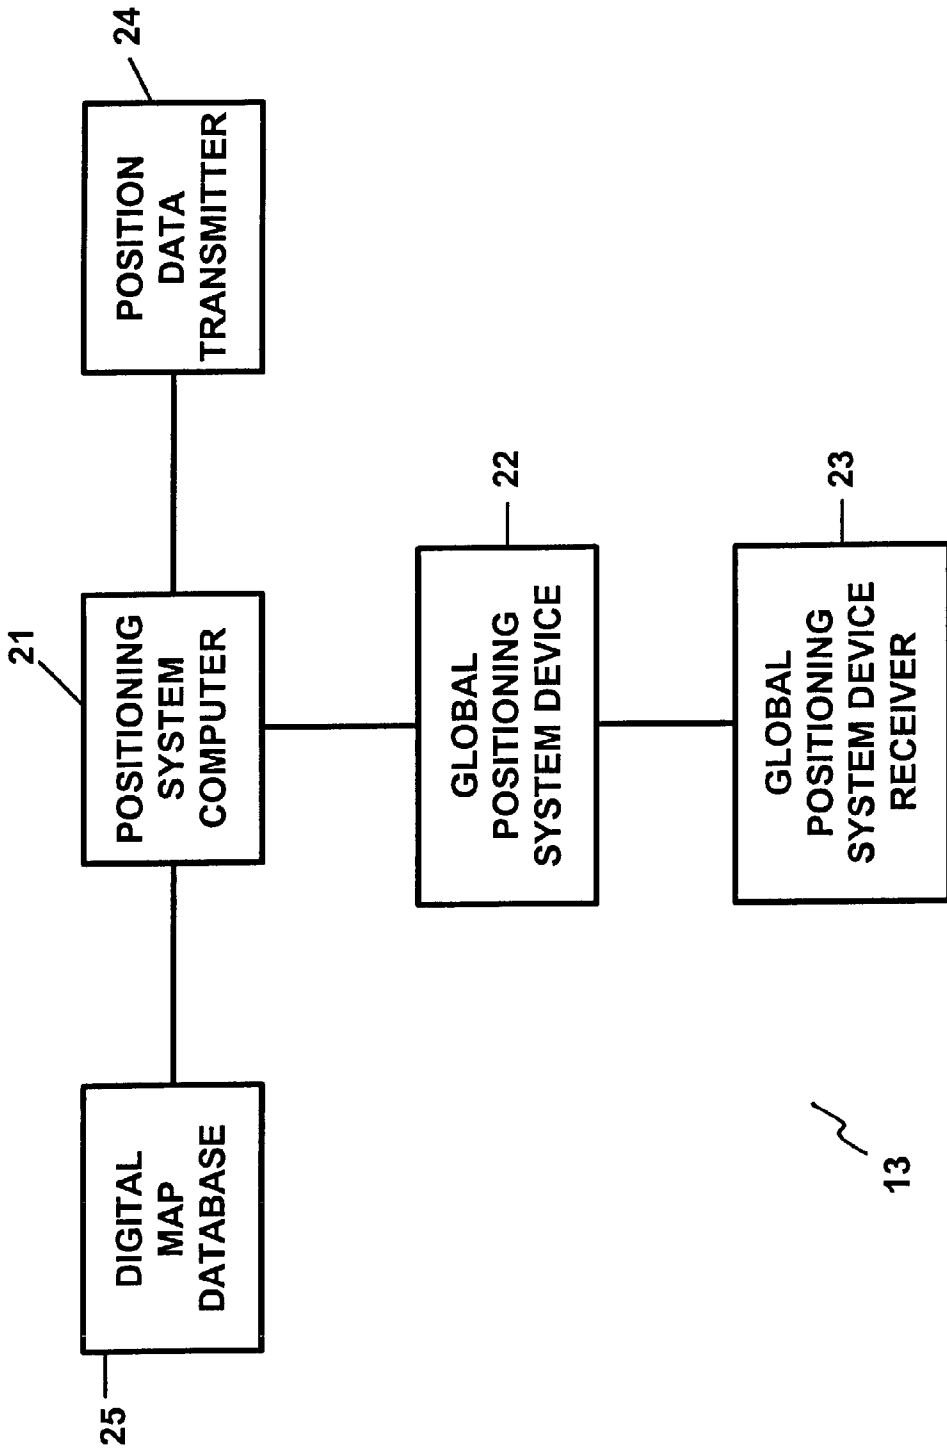 21
25
DIGITAL
MAP
DATABASE
POSITIONING
SYSTEM
COMPUTER
POSITION
DATA
TRANSMITTER
24
GLOBAL
POSITIONING
SYSTEM DEVICE
22
GLOBAL
POSITIONING
SYSTEM DEVICE
RECEIVER
23
13